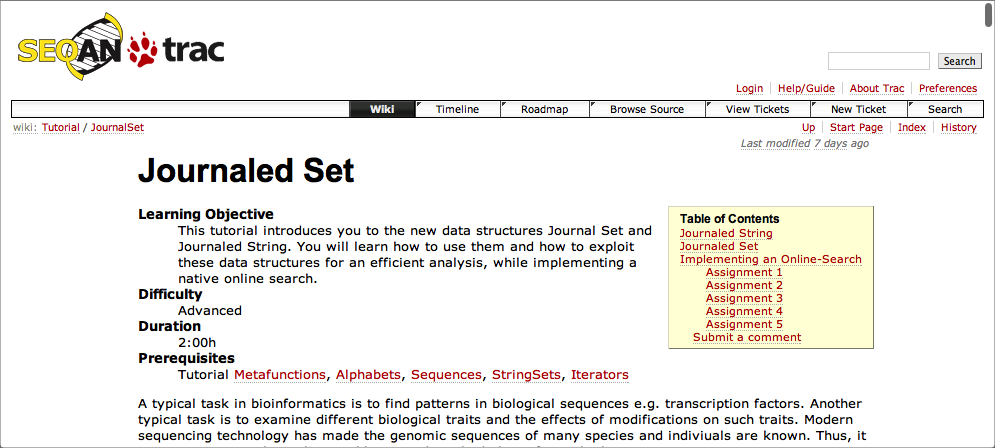 SEQAN trac
Search
Login Help/Guide About Trac Preferences
Wiki Timeline Roadmap Browse Source View Tickets New Ticket Search
wiki: Tutorial / JournalSet
Up Start Page Index History
Last modified 7 days ago
Journaled Set
Learning Objective
This tutorial introduces you to the new data structures Journal Set and
Journaled String. You will learn how to use them and how to exploit
these data structures for an efficient analysis, while implementing a
native online search.
Difficulty
Advanced
Duration
2:00h
Prerequisites
Tutorial Metafunctions, Alphabets, Sequences, StringSets, Iterators
Table of Contents
Journaled String
Journaled Set
Implementing an Online-Search
Assignment 1
Assignment 2
Assignment 3
Assignment 4
Assignment 5
Submit a comment
A typical task in bioinformatics is to find patterns in biological sequences e.g. transcription factors. Another
typical task is to examine different biological traits and the effects of modifications on such traits. Modern
sequencing technology has made the genomic sequences of many species and indiviuals are known. Thus, it